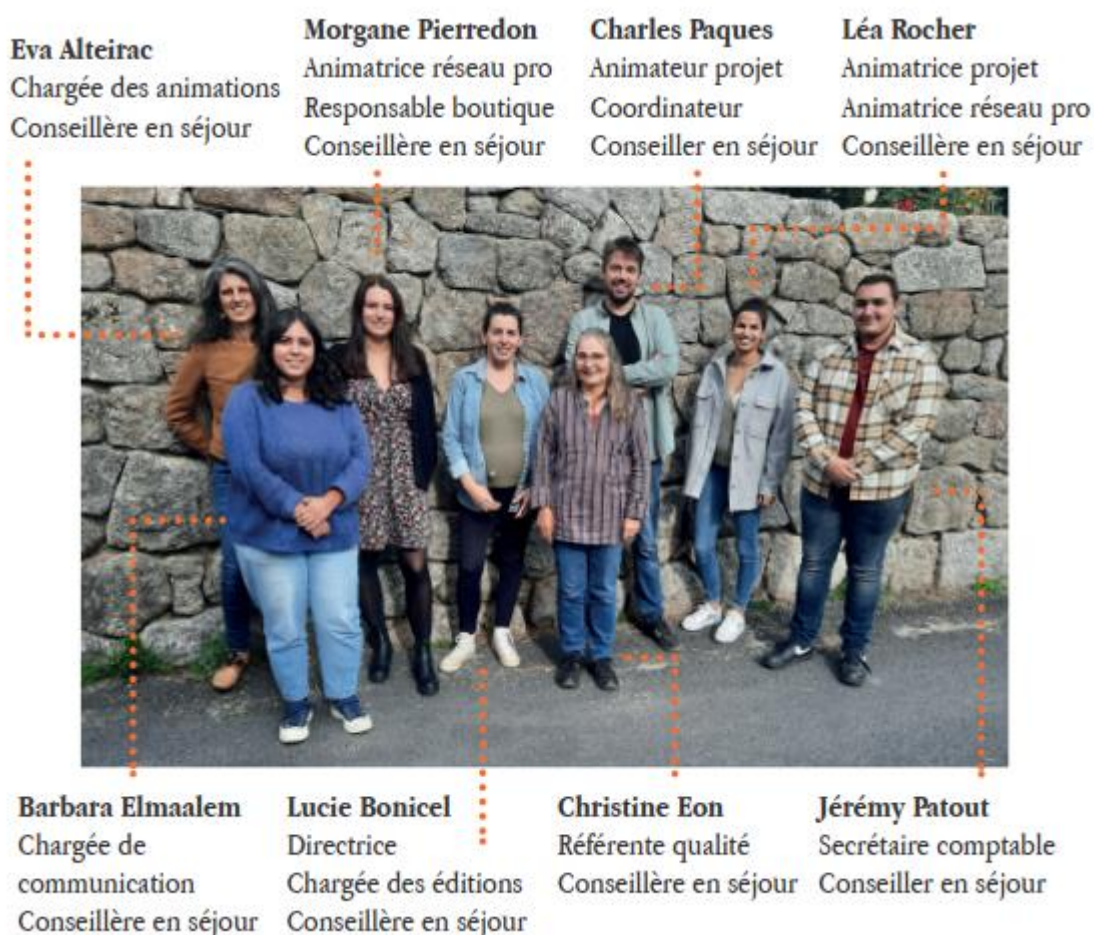 Eva Alteirac
Chargée des animations
Conseillère en séjour
Morgane Pierredon
Animatrice réseau pro
Responsable boutique
Conseillère en séjour
Charles Paques
Animateur projet
Coordinateur
Conseiller en séjour
Léa Rocher
Animatrice projet
Animatrice réseau pro
Conseillère en séjour
Barbara Elmaalem
Chargée de
communication
Conseillère en séjour
Lucie Bonicel
Directrice
Chargée des éditions
Conseillère en séjour
Christine Eon
Référente qualité
Conseillère en séjour
Jérémy Patout
Secrétaire comptable
Conseiller en séjour